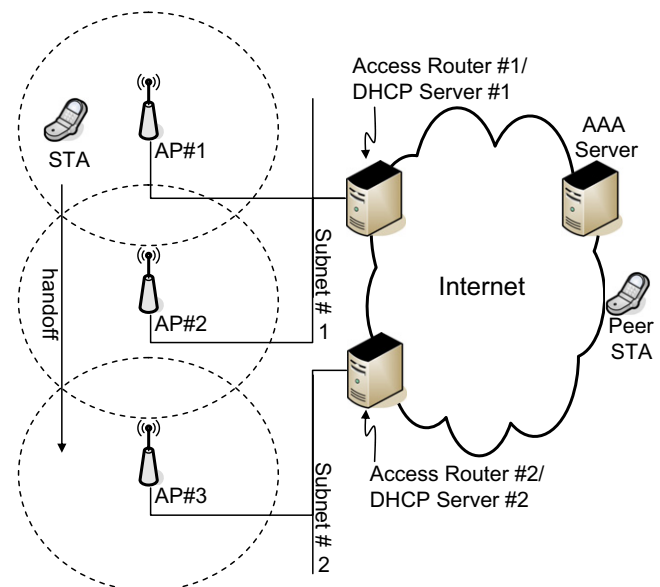 Access Router #1/
DHCP Server #1
AAA
Server
STA
AP#1
Subnet # 1
handoff
AP#2
Internet
Peer
STA
AP#3
Subnet # 2
Access Router #2/
DHCP Server #2